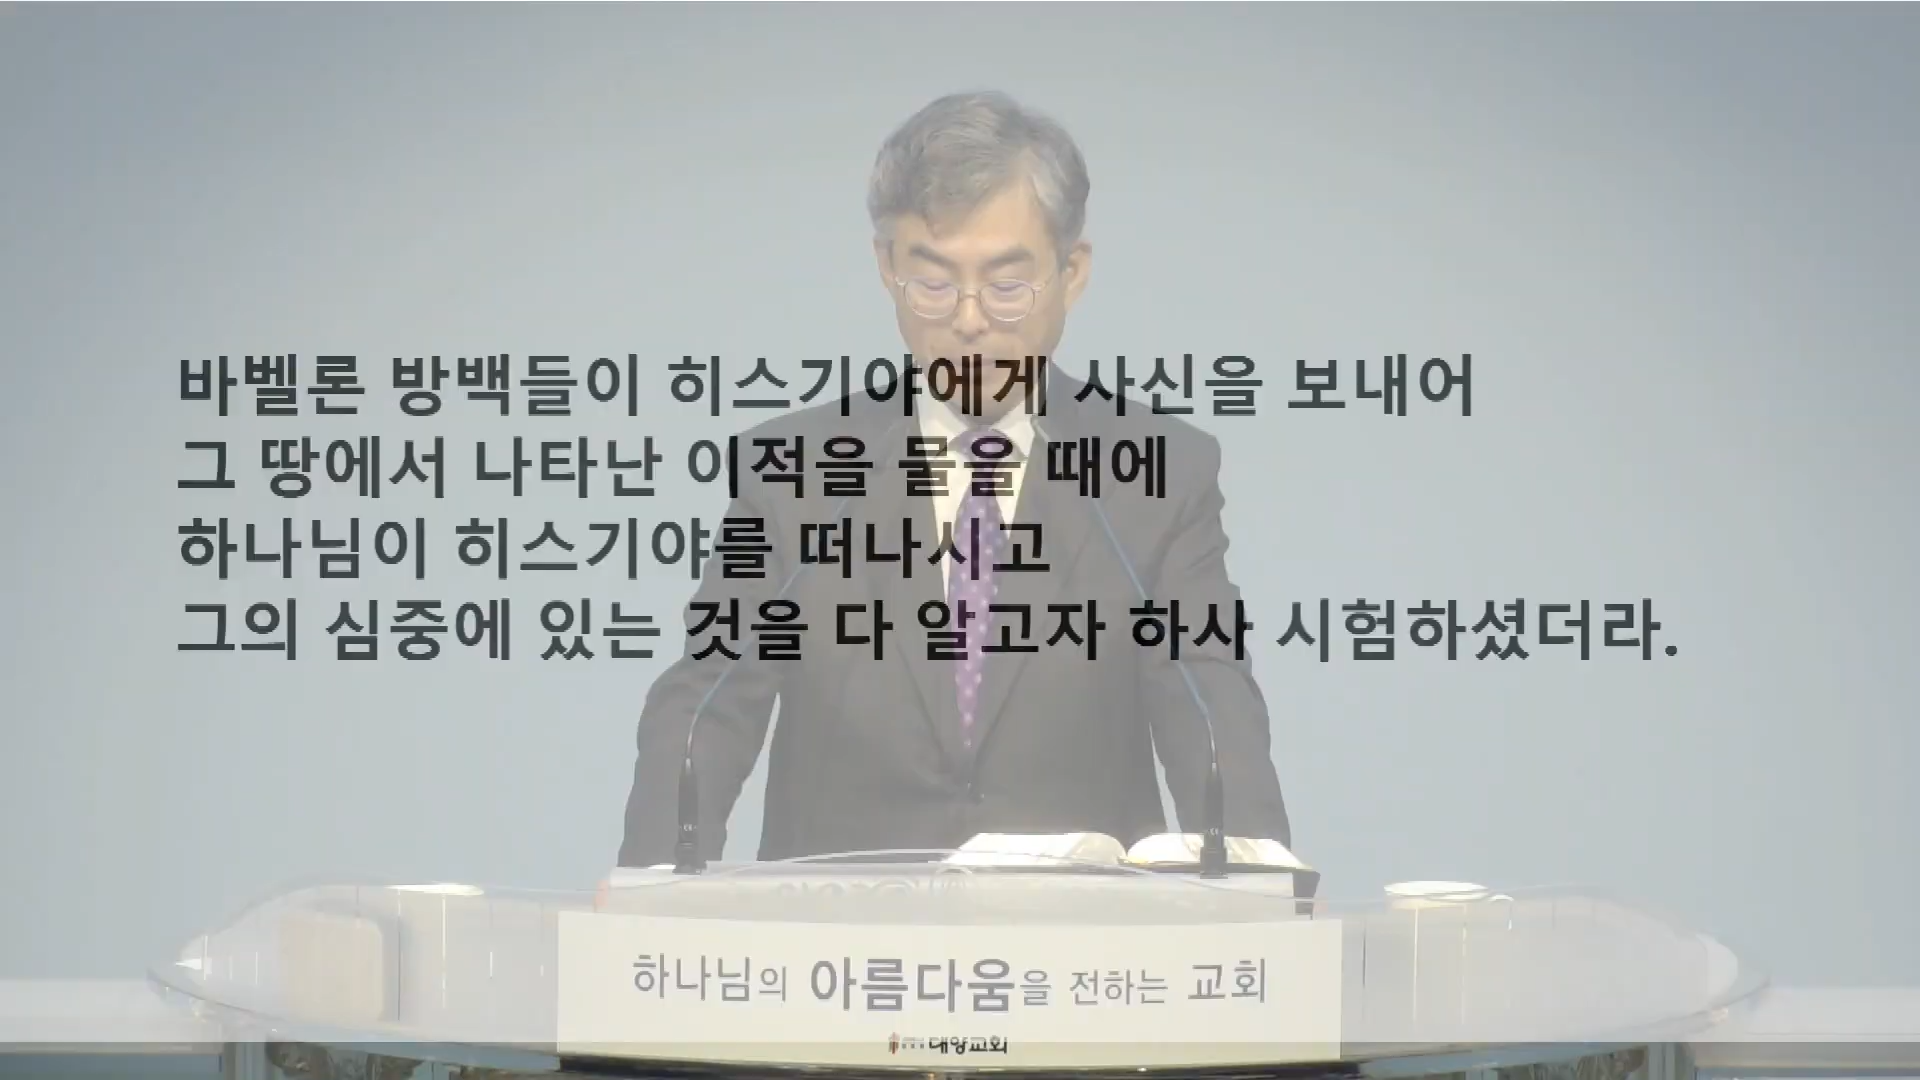 바벨론 방백들이 히스기야에게 사신을 보내어
그 땅에서 나타난 이적을 물을 때에
하나님이 히스기야를 떠나시고
그의 심중에 있는 것을 다 알고자 하사 시험하셨더라.
하나님의 아름다움을 전하는 교회
대양교회